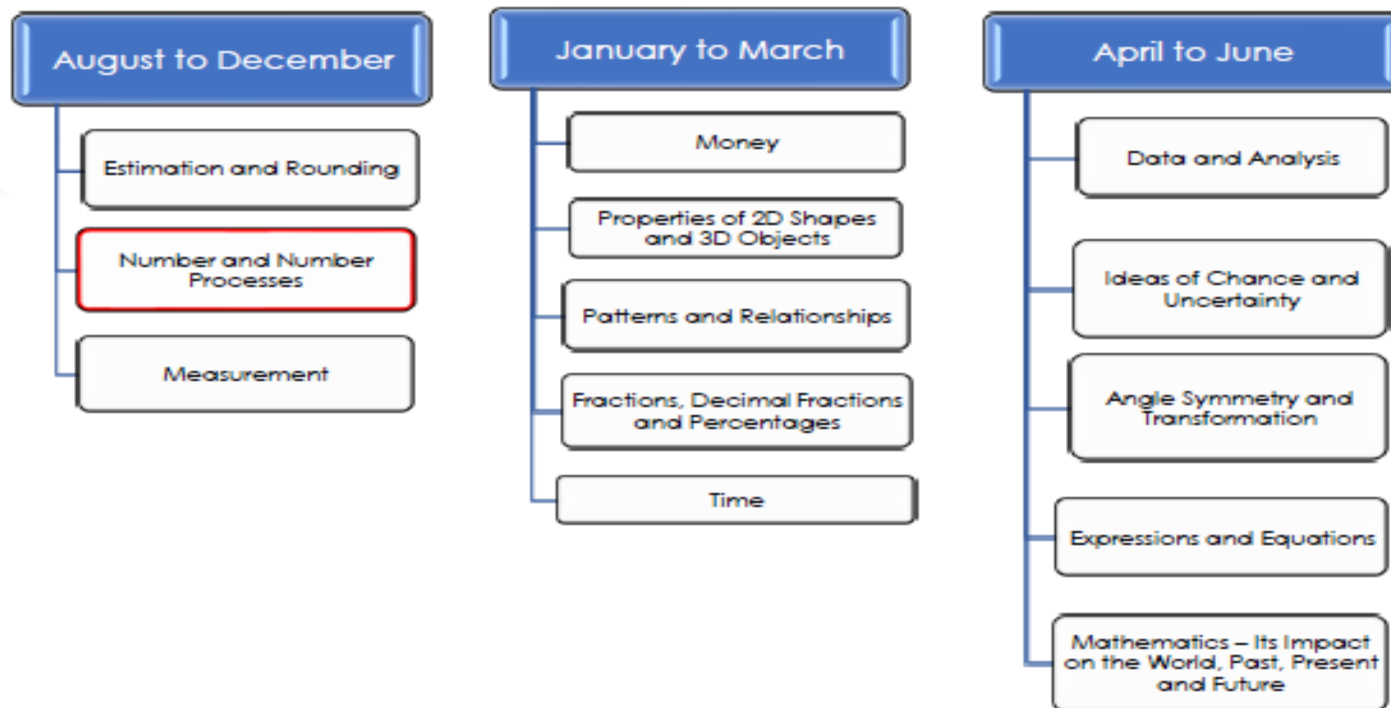 August to December
Estimation and Rounding
Number and Number
Processes
Measurement
January to March
Money
Properties of 2D Shapes
and 3D Objects
Patterns and Relationships
Fractions, Decimal Fractions
and Percentages
Time
April to June
Data and Analysis
Ideas of Chance and
Uncertainty
Angle Symmetry and
Transformation
Expressions and Equations
Mathematics – Its Impact
on the World, Past, Present
and Future